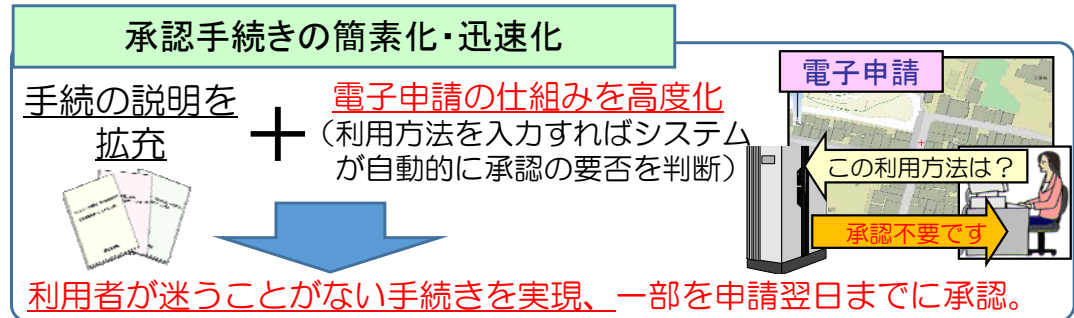 承認手続きの簡素化・迅速化
手続の説明を
拡充
＋
電子申請の仕組みを高度化
（利用方法を入力すればシステム
が自動的に承認の要否を判断）
電子申請
この利用方法は？
承認不要です
利用者が迷うことがない手続きを実現、一部を申請翌日までに承認。